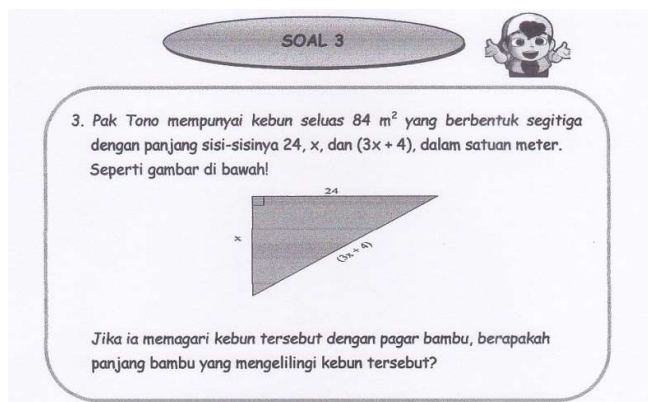 SOAL 3
3. Pak Tono mempunyai kebun seluas 84 m² yang berbentuk segitiga
dengan panjang sisi-sisinya 24, x, dan (3x + 4), dalam satuan meter.
Seperti gambar di bawah!
24
x
(3x + 4)
Jika ia memagari kebun tersebut dengan pagar bambu, berapakah
panjang bambu yang mengelilingi kebun tersebut?